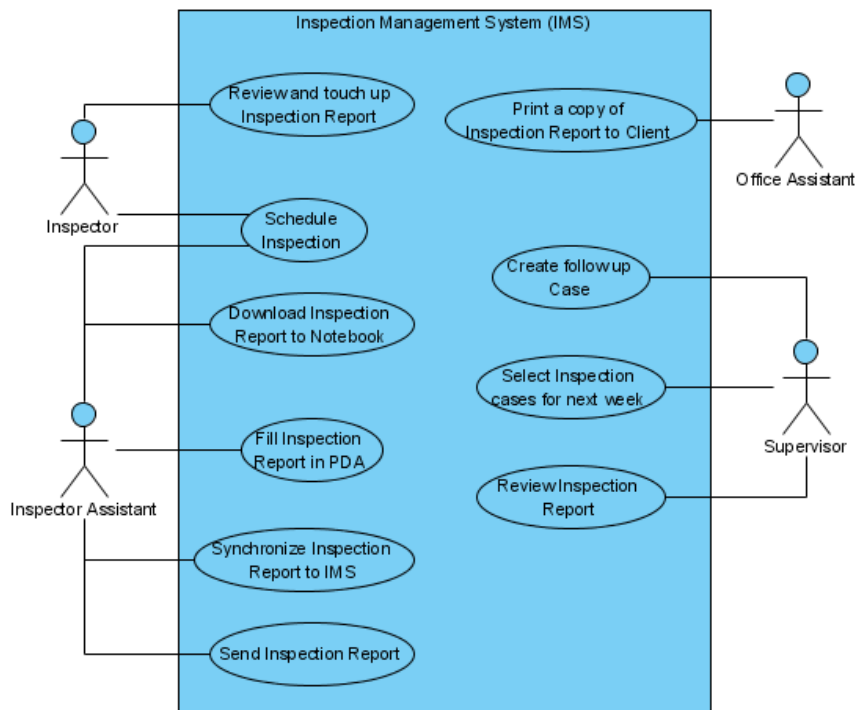 Inspection Management System (IMS)
Review and touch up
Inspection Report
Print a copy of
Inspection Report to Client
Office Assistant
Inspector
Schedule
Inspection
Create follow up
Case
Download Inspection
Report to Notebook
Select Inspection
cases for next week
Supervisor
Fill Inspection
Report in PDA
Inspector Assistant
Review Inspection
Report
Synchronize Inspection
Report to IMS
Send Inspection Report